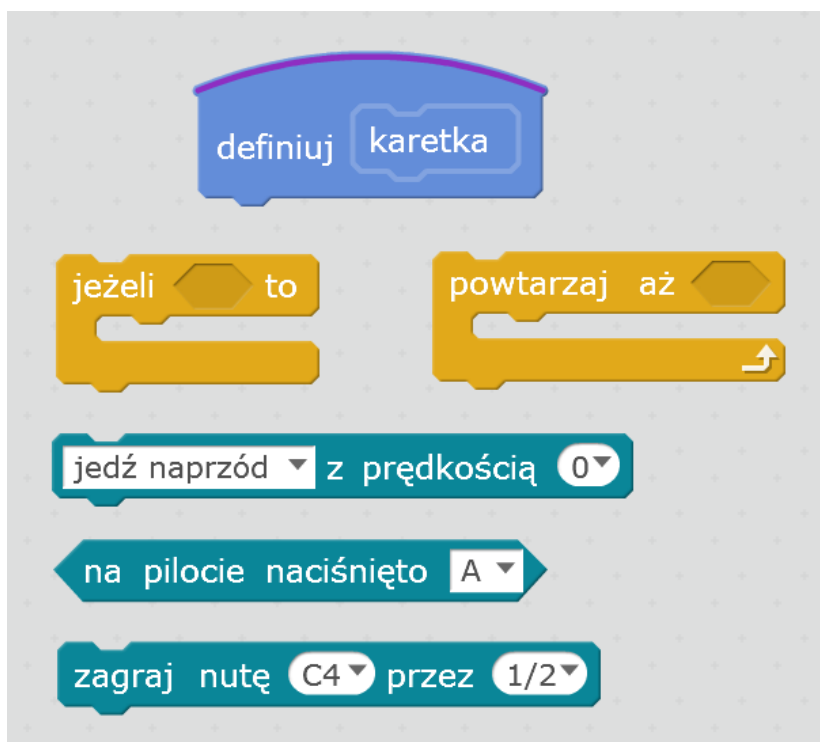 definiuj karetka
jeżeli to
powtarzaj aż
jedź naprzód z prędkością 0
na pilocie naciśnięto A
zagraj nutę C4 przez 1/2